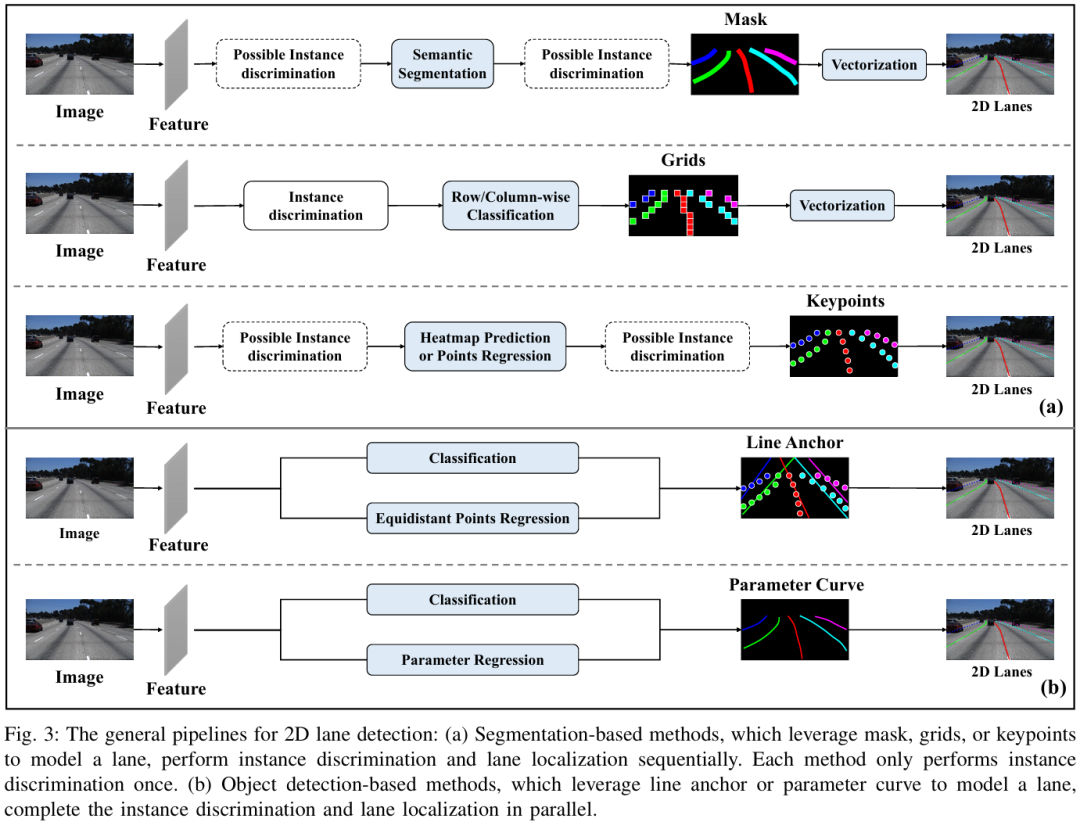 Mask
Possible Instance
discrimination
Semantic
Segmentation
Possible Instance
discrimination
Vectorization
Image
Feature
2D Lanes
Grids
Instance
discrimination
Row/Column-wise
Classification
Vectorization
Image
Feature
2D Lanes
Keypoints
Possible Instance
discrimination
Heatmap Prediction
or Points Regression
Possible Instance
discrimination
Image
Feature
2D Lanes
(a)
Line Anchor
Classification
Equidistant Points Regression
Image
Feature
2D Lanes
Parameter Curve
Classification
Parameter Regression
Image
Feature
2D Lanes
(b)
Fig. 3: The general pipelines for 2D lane detection: (a) Segmentation-based methods, which leverage mask, grids, or keypoints
to model a lane, perform instance discrimination and lane localization sequentially. Each method only performs instance
discrimination once. (b) Object detection-based methods, which leverage line anchor or parameter curve to model a lane,
complete the instance discrimination and lane localization in parallel.